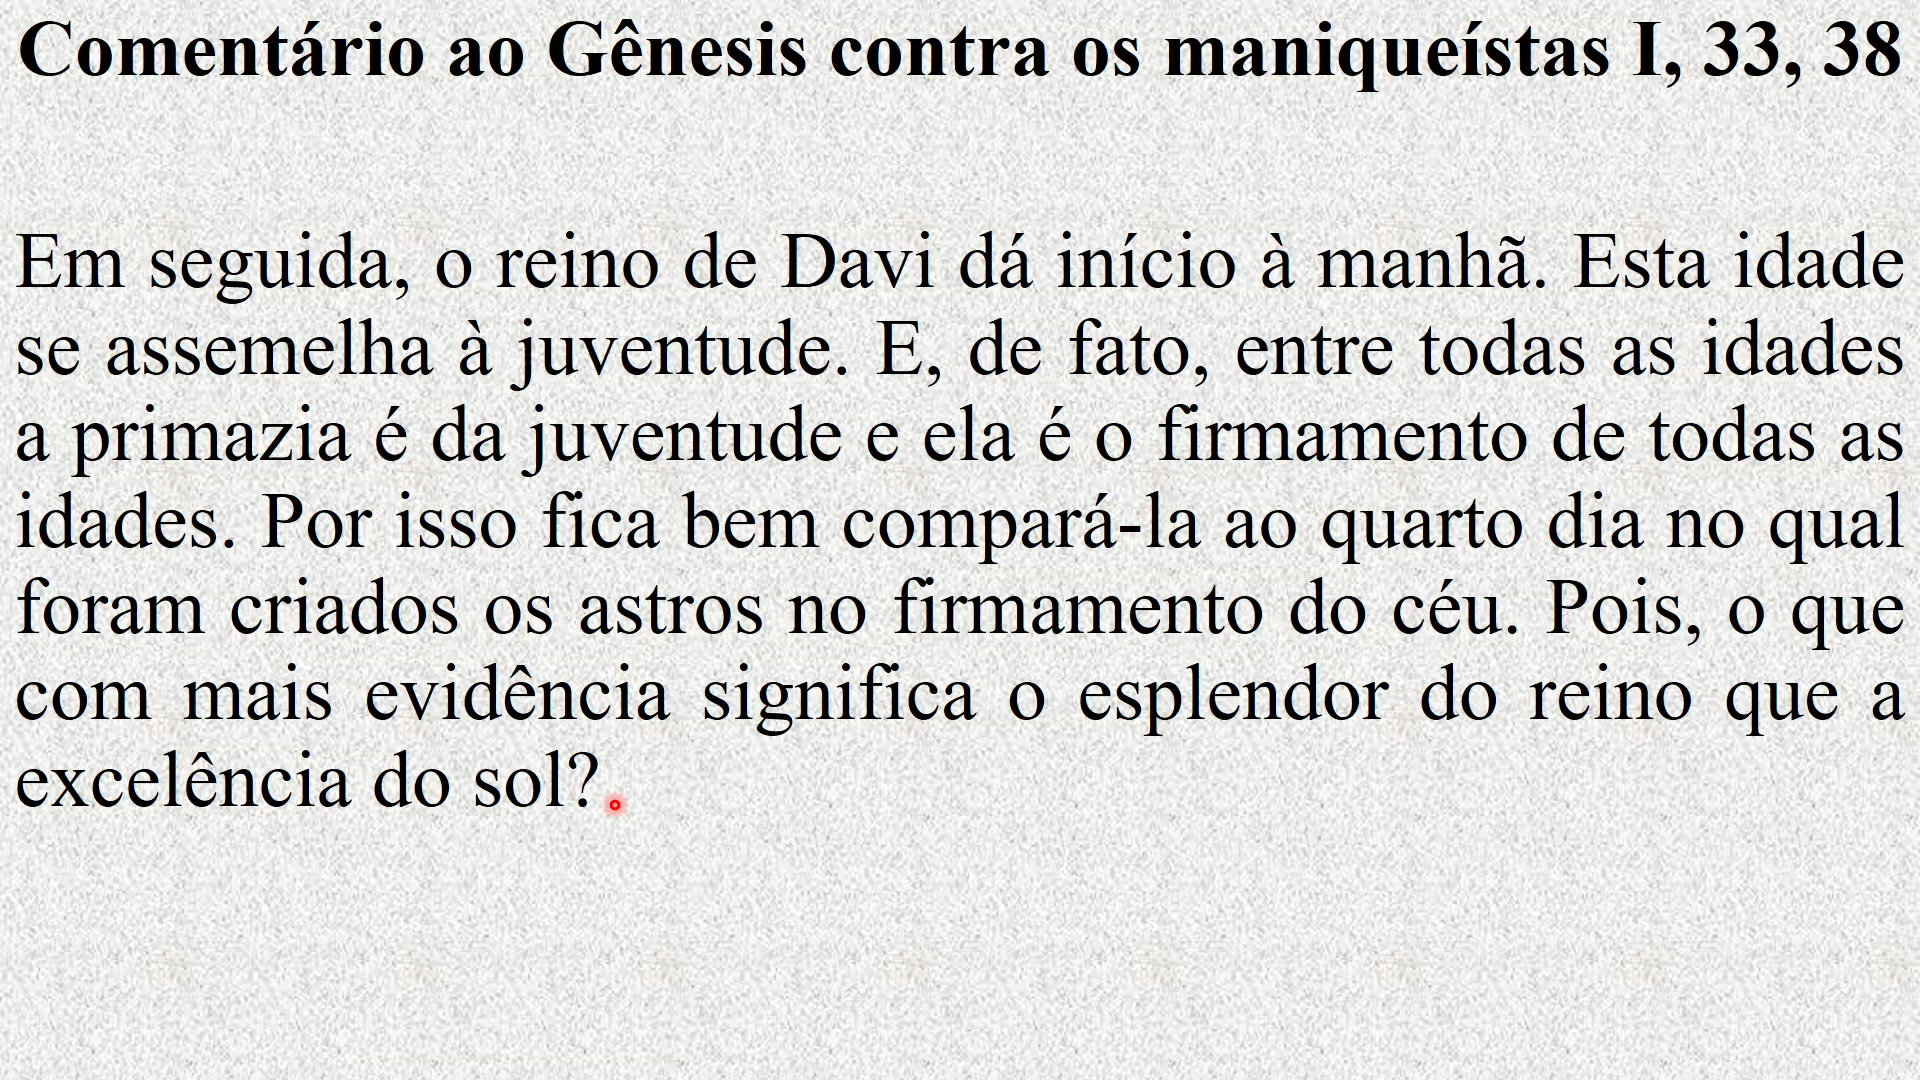 Comentário ao Gênesis contra os maniqueístas I, 33, 38
Em seguida, o reino de Davi dá início à manhã. Esta idade
se assemelha à juventude. E, de fato, entre todas as idades
a primazia é da juventude e ela é o firmamento de todas as
idades. Por isso fica bem compará-la ao quarto dia no qual
foram criados os astros no firmamento do céu. Pois, o que
com mais evidência significa o esplendor do reino que a
excelência do sol?